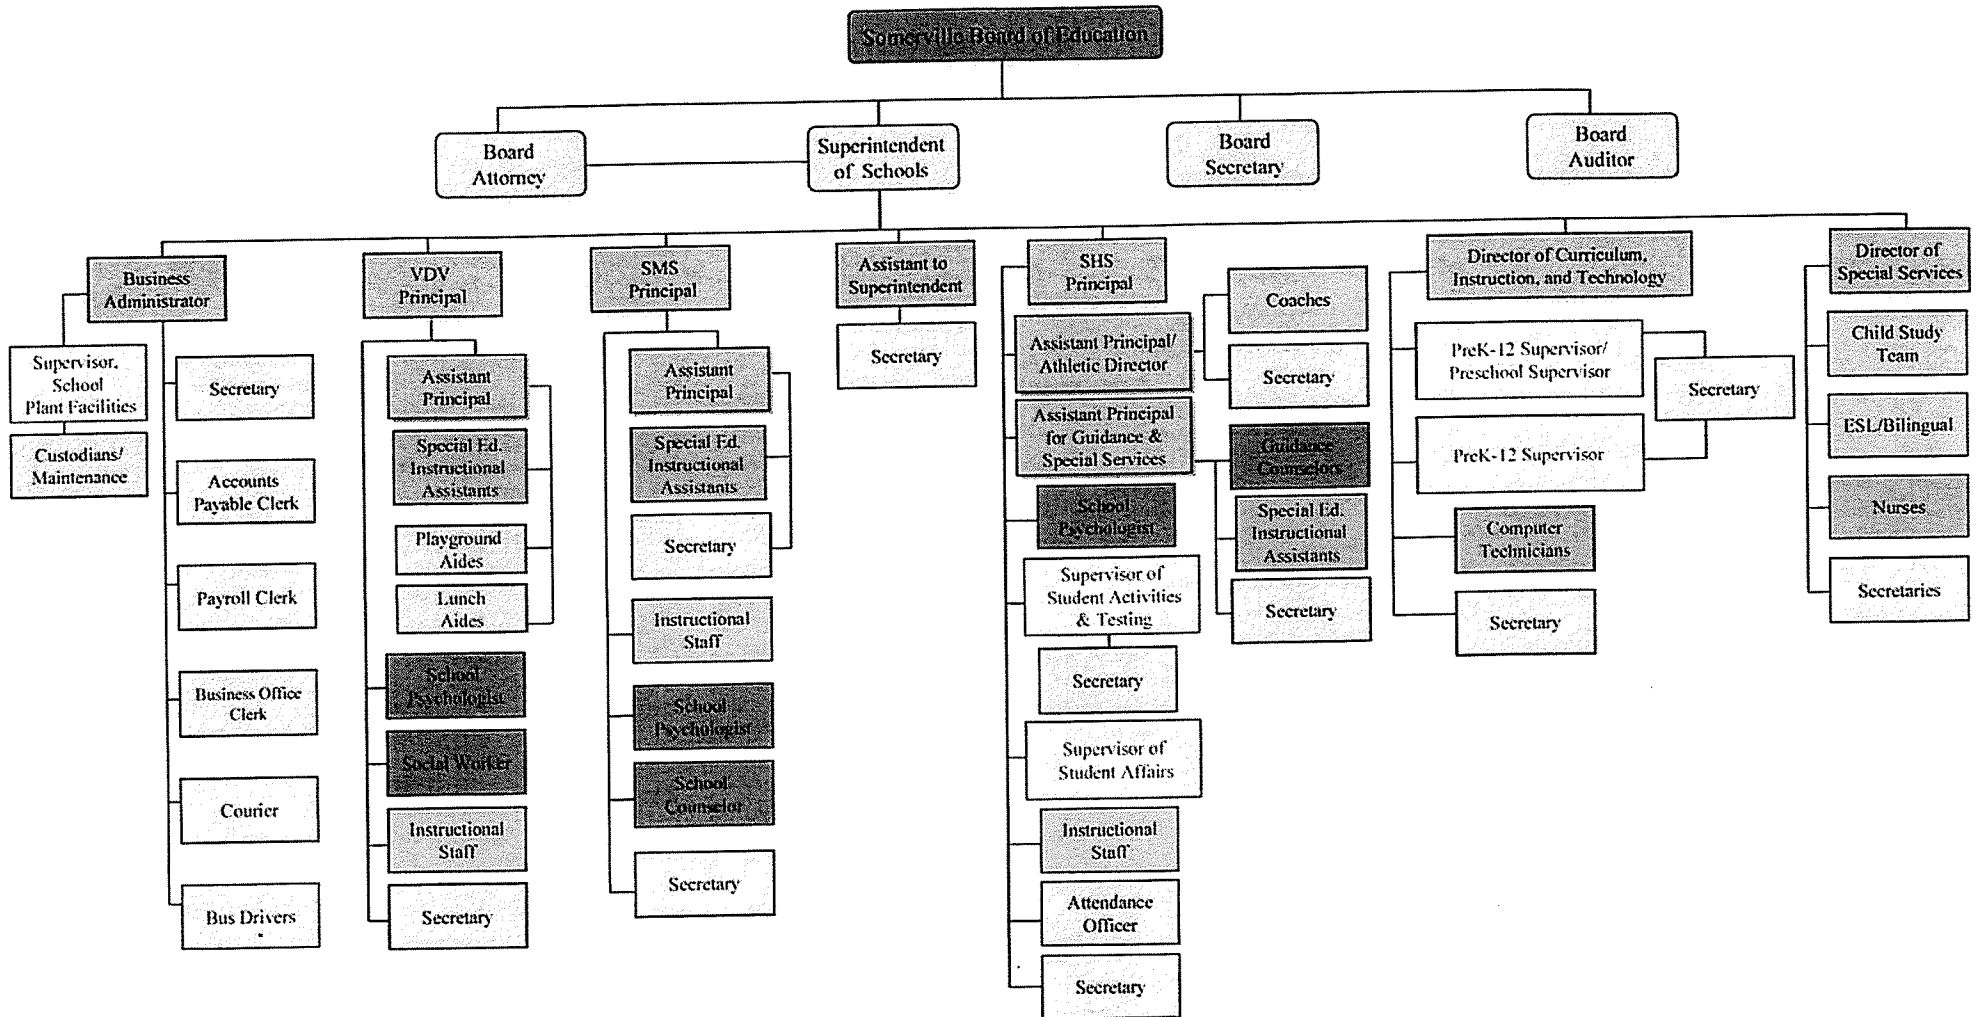 Somerville Board of Education
Board
Attorney
Superintendent
of Schools
Board
Secretary
Board
Auditor
Business
Administrator
Supervisor,
School
Plant Facilities
Custodians/
Maintenance
Secretary
Accounts
Payable Clerk
Payroll Clerk
Business Office
Clerk
Courier
Bus Drivers
VDV
Principal
Assistant
Principal
Special Ed.
Instructional
Assistants
Playground
Aides
Lunch
Aides
School
Psychologist
Social Worker
Instructional
Staff
Secretary
SMS
Principal
Assistant
Principal
Special Ed.
Instructional
Assistants
Secretary
Instructional
Staff
School
Psychologist
School
Counselor
Secretary
Assistant to
Superintendent
Secretary
SHS
Principal
Assistant Principal/
Athletic Director
Coaches
Secretary
Assistant Principal
for Guidance &
Special Services
Guidance
Counselors
Special Ed.
Instructional
Assistants
Secretary
School
Psychologist
Supervisor of
Student Activities
& Testing
Secretary
Supervisor of
Student Affairs
Instructional
Staff
Attendance
Officer
Secretary
Director of Curriculum,
Instruction, and Technology
PreK-12 Supervisor/
Preschool Supervisor
PreK-12 Supervisor
Secretary
Computer
Technicians
Secretary
Director of
Special Services
Child Study
Team
ESL/Bilingual
Nurses
Secretaries